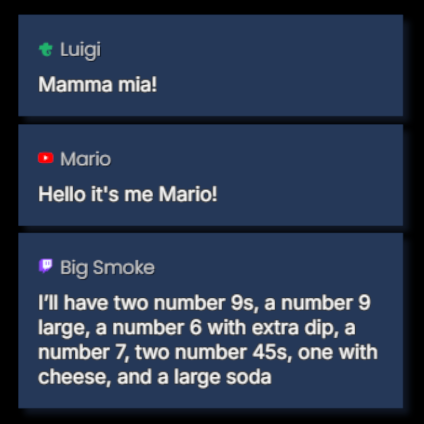 Luigi
Mamma mia!
Mario
Hello it's me Mario!
Big Smoke
I'll have two number 9s, a number 9
large, a number 6 with extra dip, a
number 7, two number 45s, one with
cheese, and a large soda